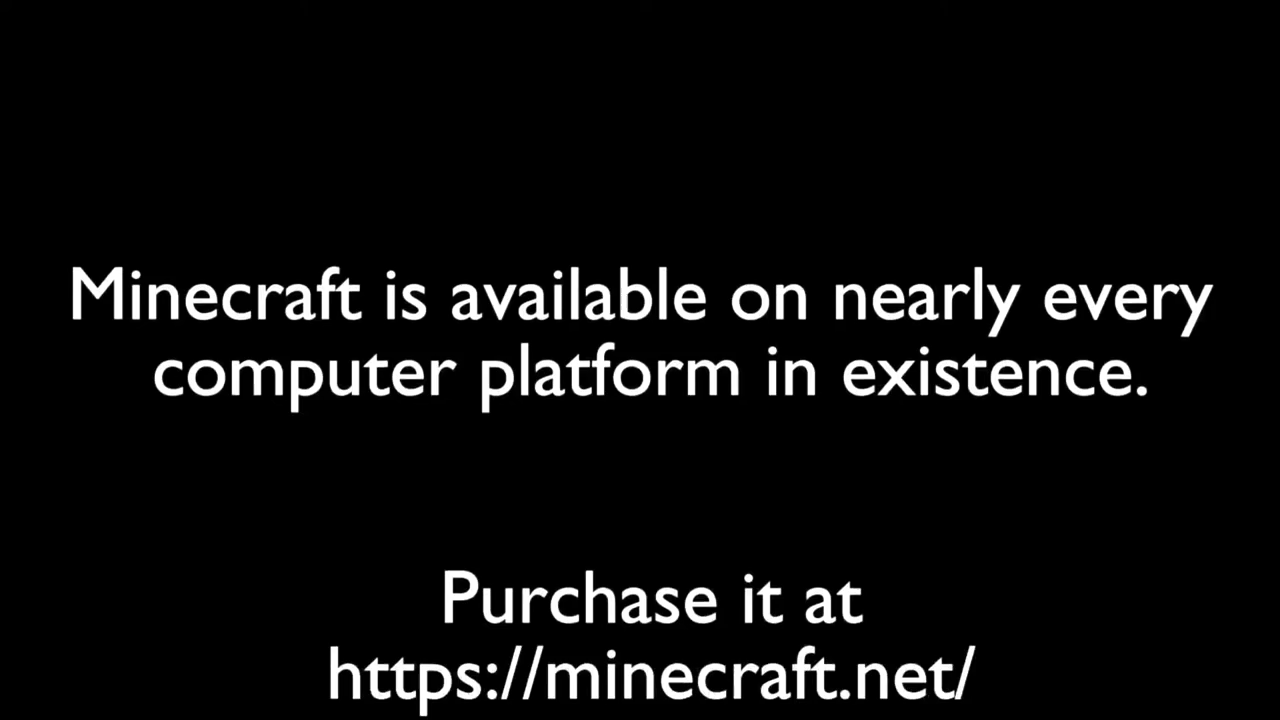 Minecraft is available on nearly every
computer platform in existence.
Purchase it at
https://minecraft.net/